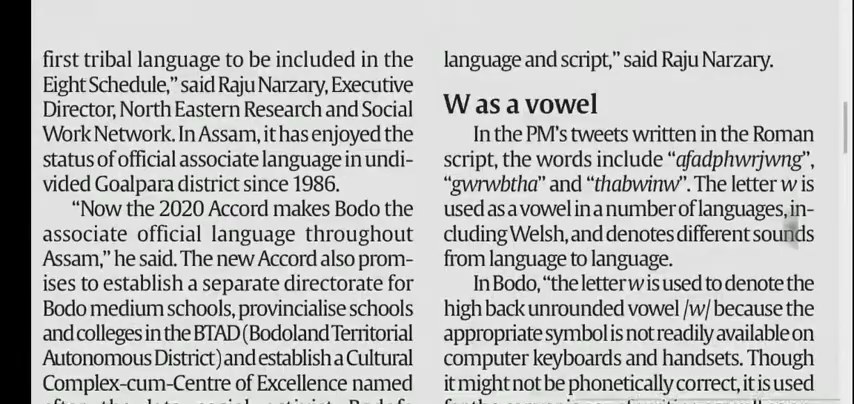 first tribal language to be included in the
Eight Schedule,” said Raju Narzary, Executive
Director, North Eastern Research and Social
Work Network. In Assam, it has enjoyed the
status of official associate language in undi-
vided Goalpara district since 1986.
“Now the 2020 Accord makes Bodo the
associate official language throughout
Assam,” he said. The new Accord also prom-
ises to establish a separate directorate for
Bodo medium schools, provincialise schools
and colleges in the BTAD (Bodoland Territorial
Autonomous District) and establish a Cultural
Complex-cum-Centre of Excellence named
language and script,” said Raju Narzary.
W as a vowel
In the PM’s tweets written in the Roman
script, the words include “afadphwrjwng”,
“gwrwbtha” and “thabwinw”. The letter w is
used as a vowel in a number of languages, in-
cluding Welsh, and denotes different sounds
from language to language.
In Bodo, “the letter w is used to denote the
high back unrounded vowel /w/ because the
appropriate symbol is not readily available on
computer keyboards and handsets. Though
it might not be phonetically correct, it is used